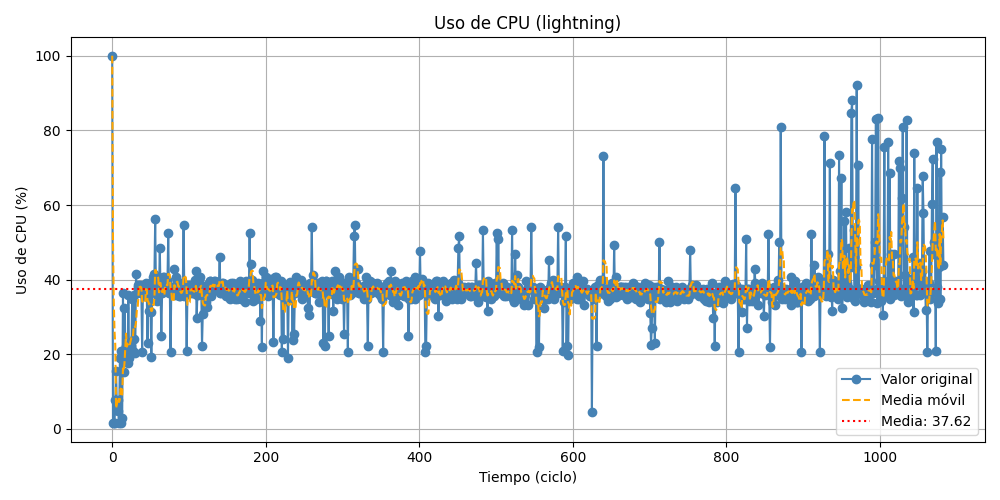 Uso de CPU (lightning)
Uso de CPU (%)
100
80
60
40
20
0
0 200 400 600 800 1000
Tiempo (ciclo)
Valor original
Media móvil
Media: 37.62